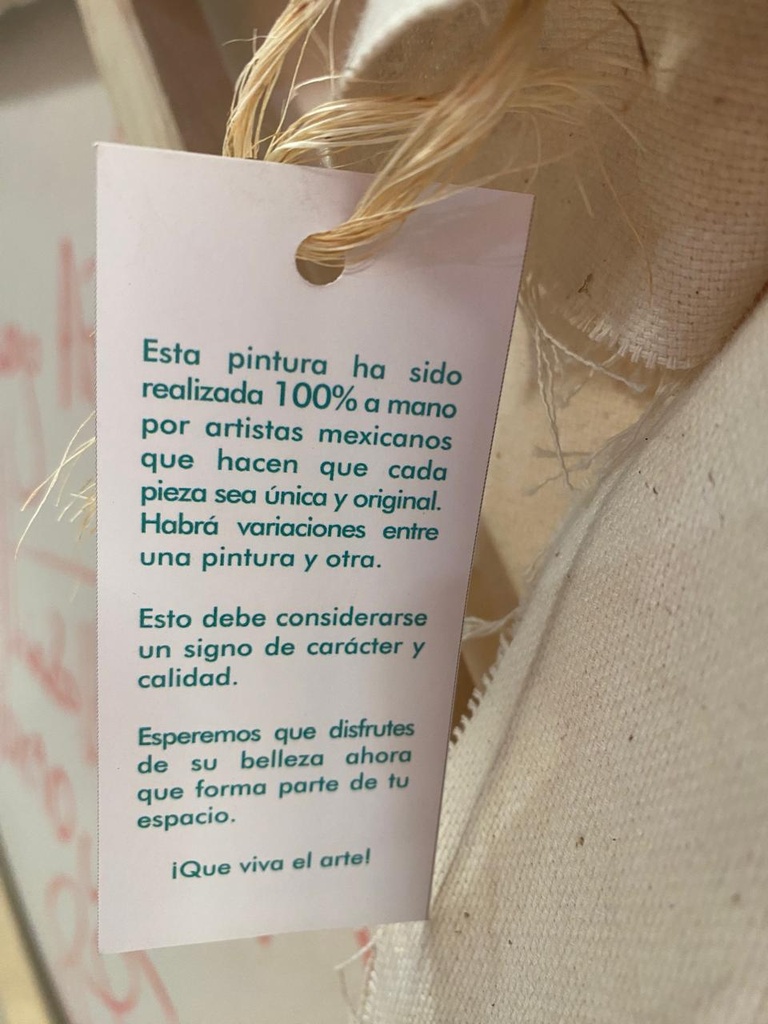 Esta pintura ha sido
realizada 100% a mano
por artistas mexicanos
que hacen que cada
pieza sea única y original.
Habrá variaciones entre
una pintura y otra.
Esto debe considerarse
un signo de carácter y
calidad.
Esperemos que disfrutes
de su belleza ahora
que forma parte de tu
espacio.
¡Que viva el arte!